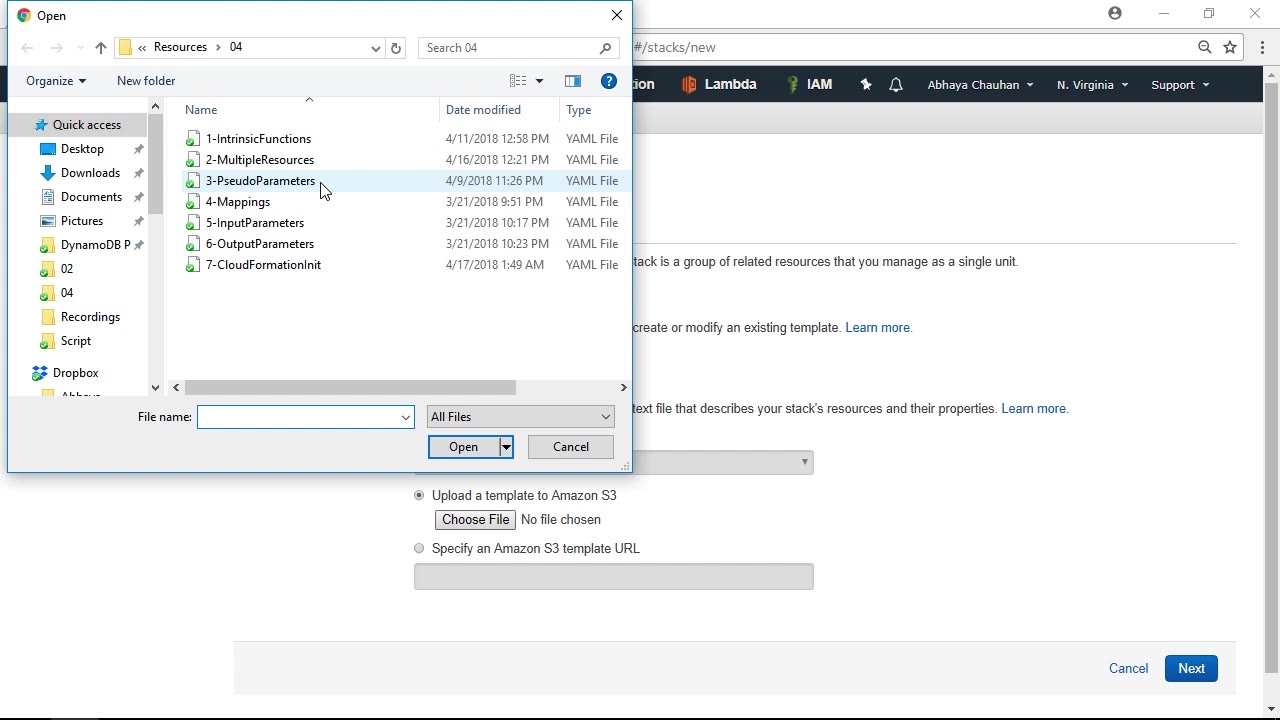 Open
Resources
04
Search 04
Organize
New folder
Name
Date modified
Type
Quick access
Desktop
Downloads
Documents
Pictures
DynamoDB P
02
04
Recordings
Script
Dropbox
1-IntrinsicFunctions 4/11/2018 12:58 PM YAML File
2-MultipleResources 4/16/2018 12:21 PM YAML File
3-PseudoParameters 4/9/2018 11:26 PM YAML File
4-Mappings 3/21/2018 9:51 PM YAML File
5-InputParameters 3/21/2018 10:17 PM YAML File
6-OutputParameters 3/21/2018 10:23 PM YAML File
7-CloudFormationInit 4/17/2018 1:49 AM YAML File
File name:
All Files
Open
Cancel
#/stacks/new
tion
Lambda
IAM
Abhaya Chauhan
N. Virginia
Support
tack is a group of related resources that you manage as a single unit.
create or modify an existing template. Learn more.
text file that describes your stack's resources and their properties. Learn more.
Upload a template to Amazon S3
Choose File No file chosen
Specify an Amazon S3 template URL
Cancel
Next